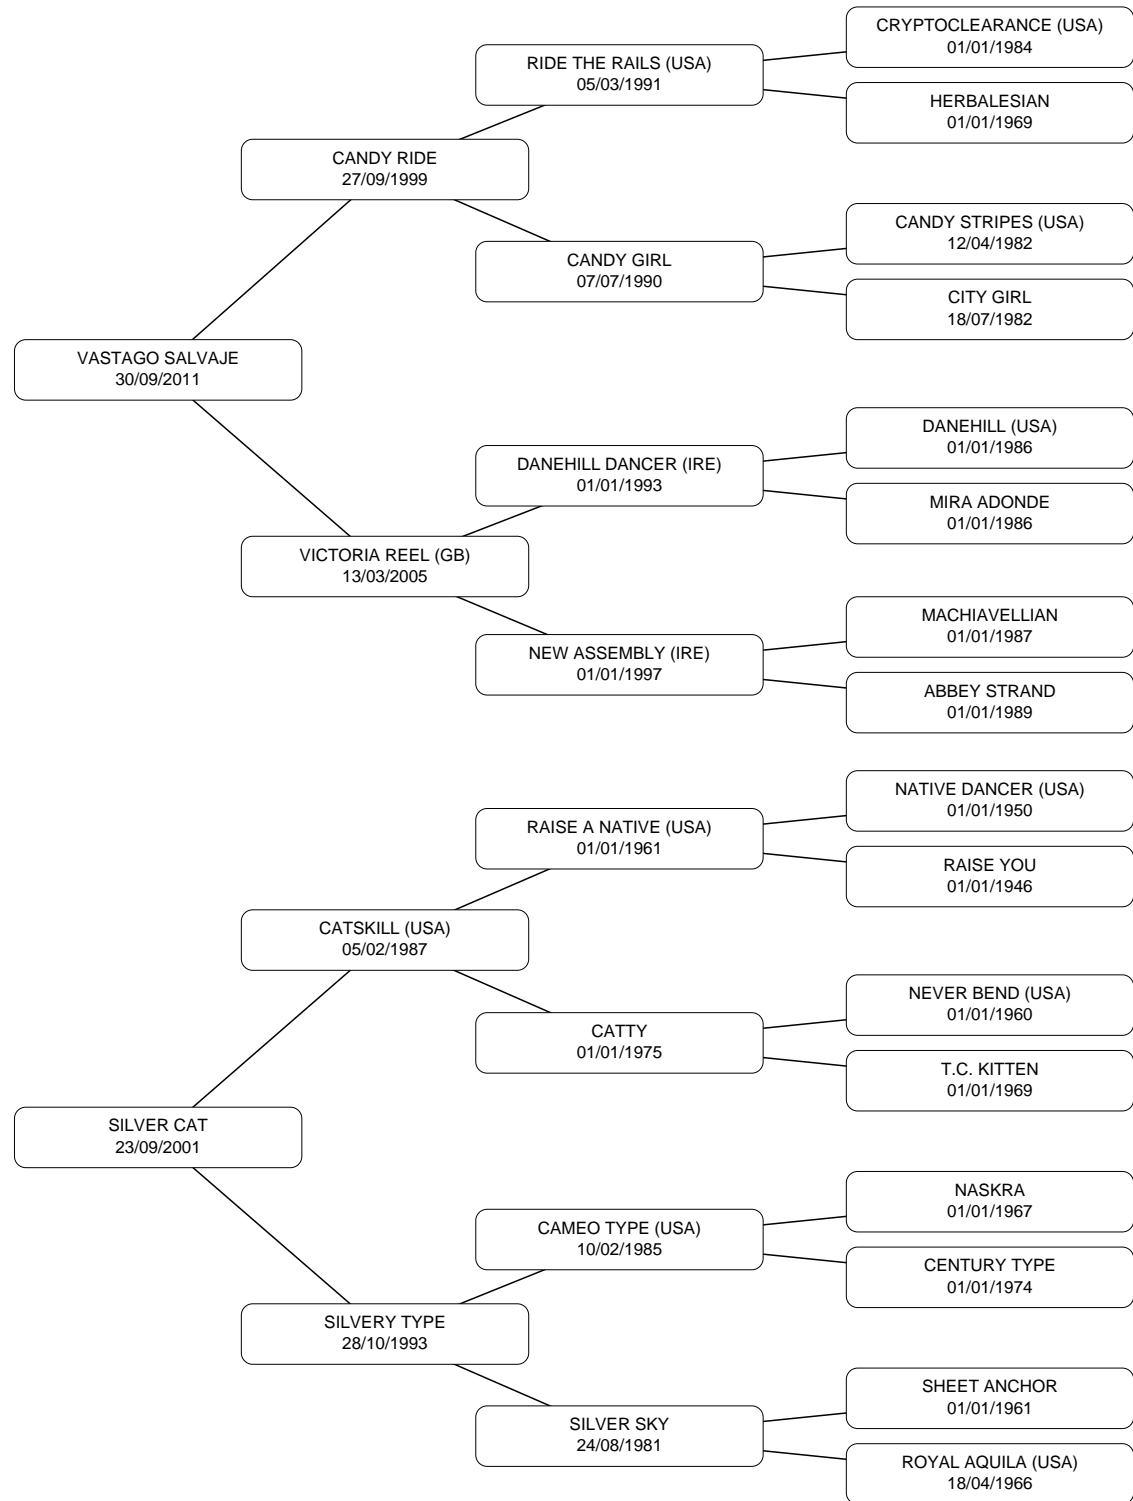 CRYPTOCLEARANCE (USA)
01/01/1984
RIDE THE RAILS (USA)
05/03/1991
HERBALESIAN
01/01/1969
CANDY RIDE
27/09/1999
CANDY STRIPES (USA)
12/04/1982
CANDY GIRL
07/07/1990
CITY GIRL
18/07/1982
VASTAGO SALVAJE
30/09/2011
DANEHILL (USA)
01/01/1986
DANEHILL DANCER (IRE)
01/01/1993
MIRA ADONDE
01/01/1986
VICTORIA REEL (GB)
13/03/2005
MACHIAVELLIAN
01/01/1987
NEW ASSEMBLY (IRE)
01/01/1997
ABBEY STRAND
01/01/1989
NATIVE DANCER (USA)
01/01/1950
RAISE A NATIVE (USA)
01/01/1961
RAISE YOU
01/01/1946
CATSKILL (USA)
05/02/1987
NEVER BEND (USA)
01/01/1960
CATTY
01/01/1975
T.C. KITTEN
01/01/1969
SILVER CAT
23/09/2001
NASKRA
01/01/1967
CAMEO TYPE (USA)
10/02/1985
CENTURY TYPE
01/01/1974
SILVERY TYPE
28/10/1993
SHEET ANCHOR
01/01/1961
SILVER SKY
24/08/1981
ROYAL AQUILA (USA)
18/04/1966